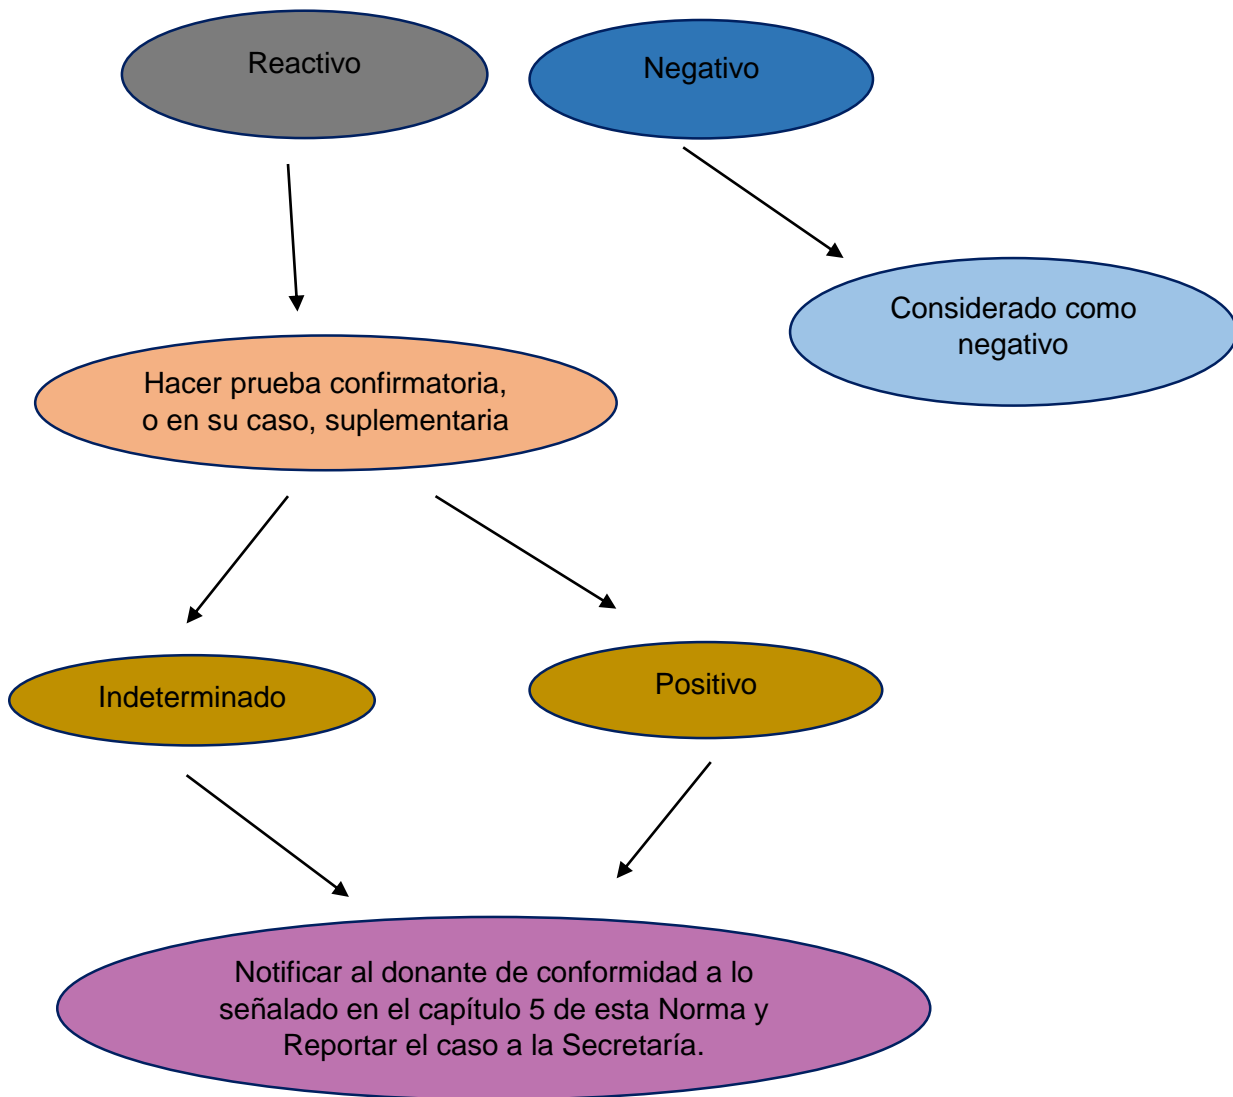 Reactivo
Negativo
Considerado como
negativo
Hacer prueba confirmatoria,
o en su caso, suplementaria
Indeterminado
Positivo
Notificar al donante de conformidad a lo
señalado en el capítulo 5 de esta Norma y
Reportar el caso a la Secretaría.